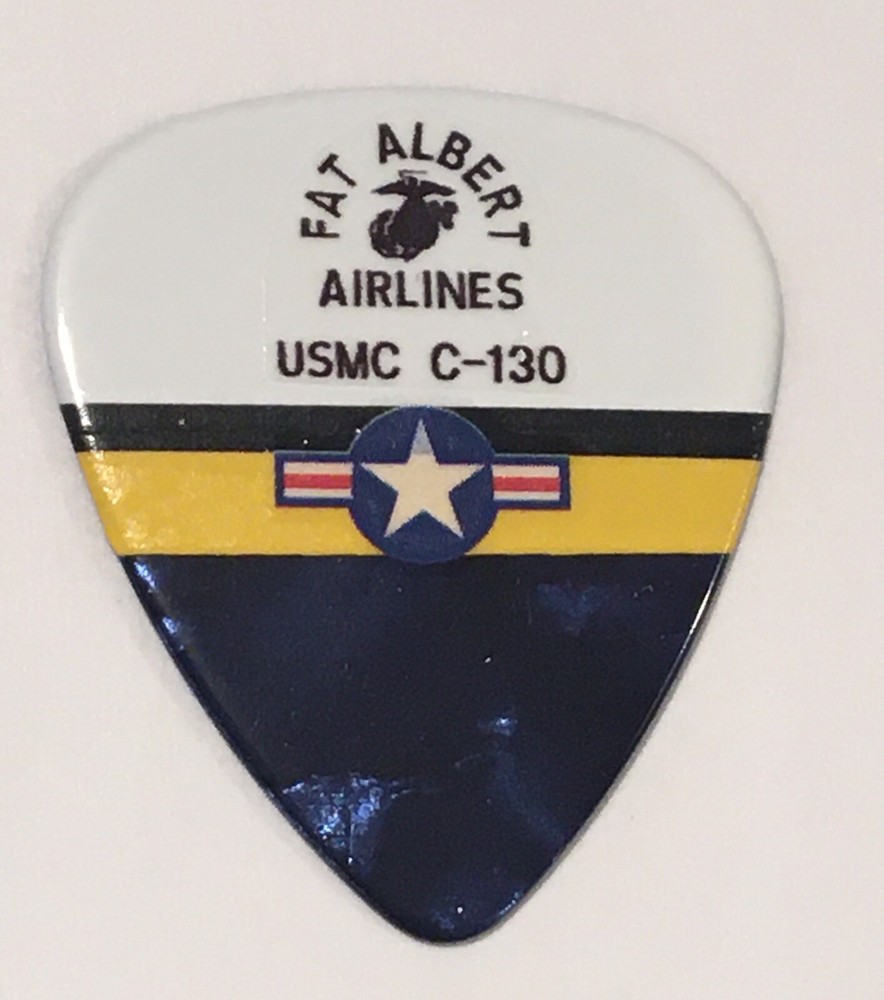 FAT ALBERT
AIRLINES
USMC C-130